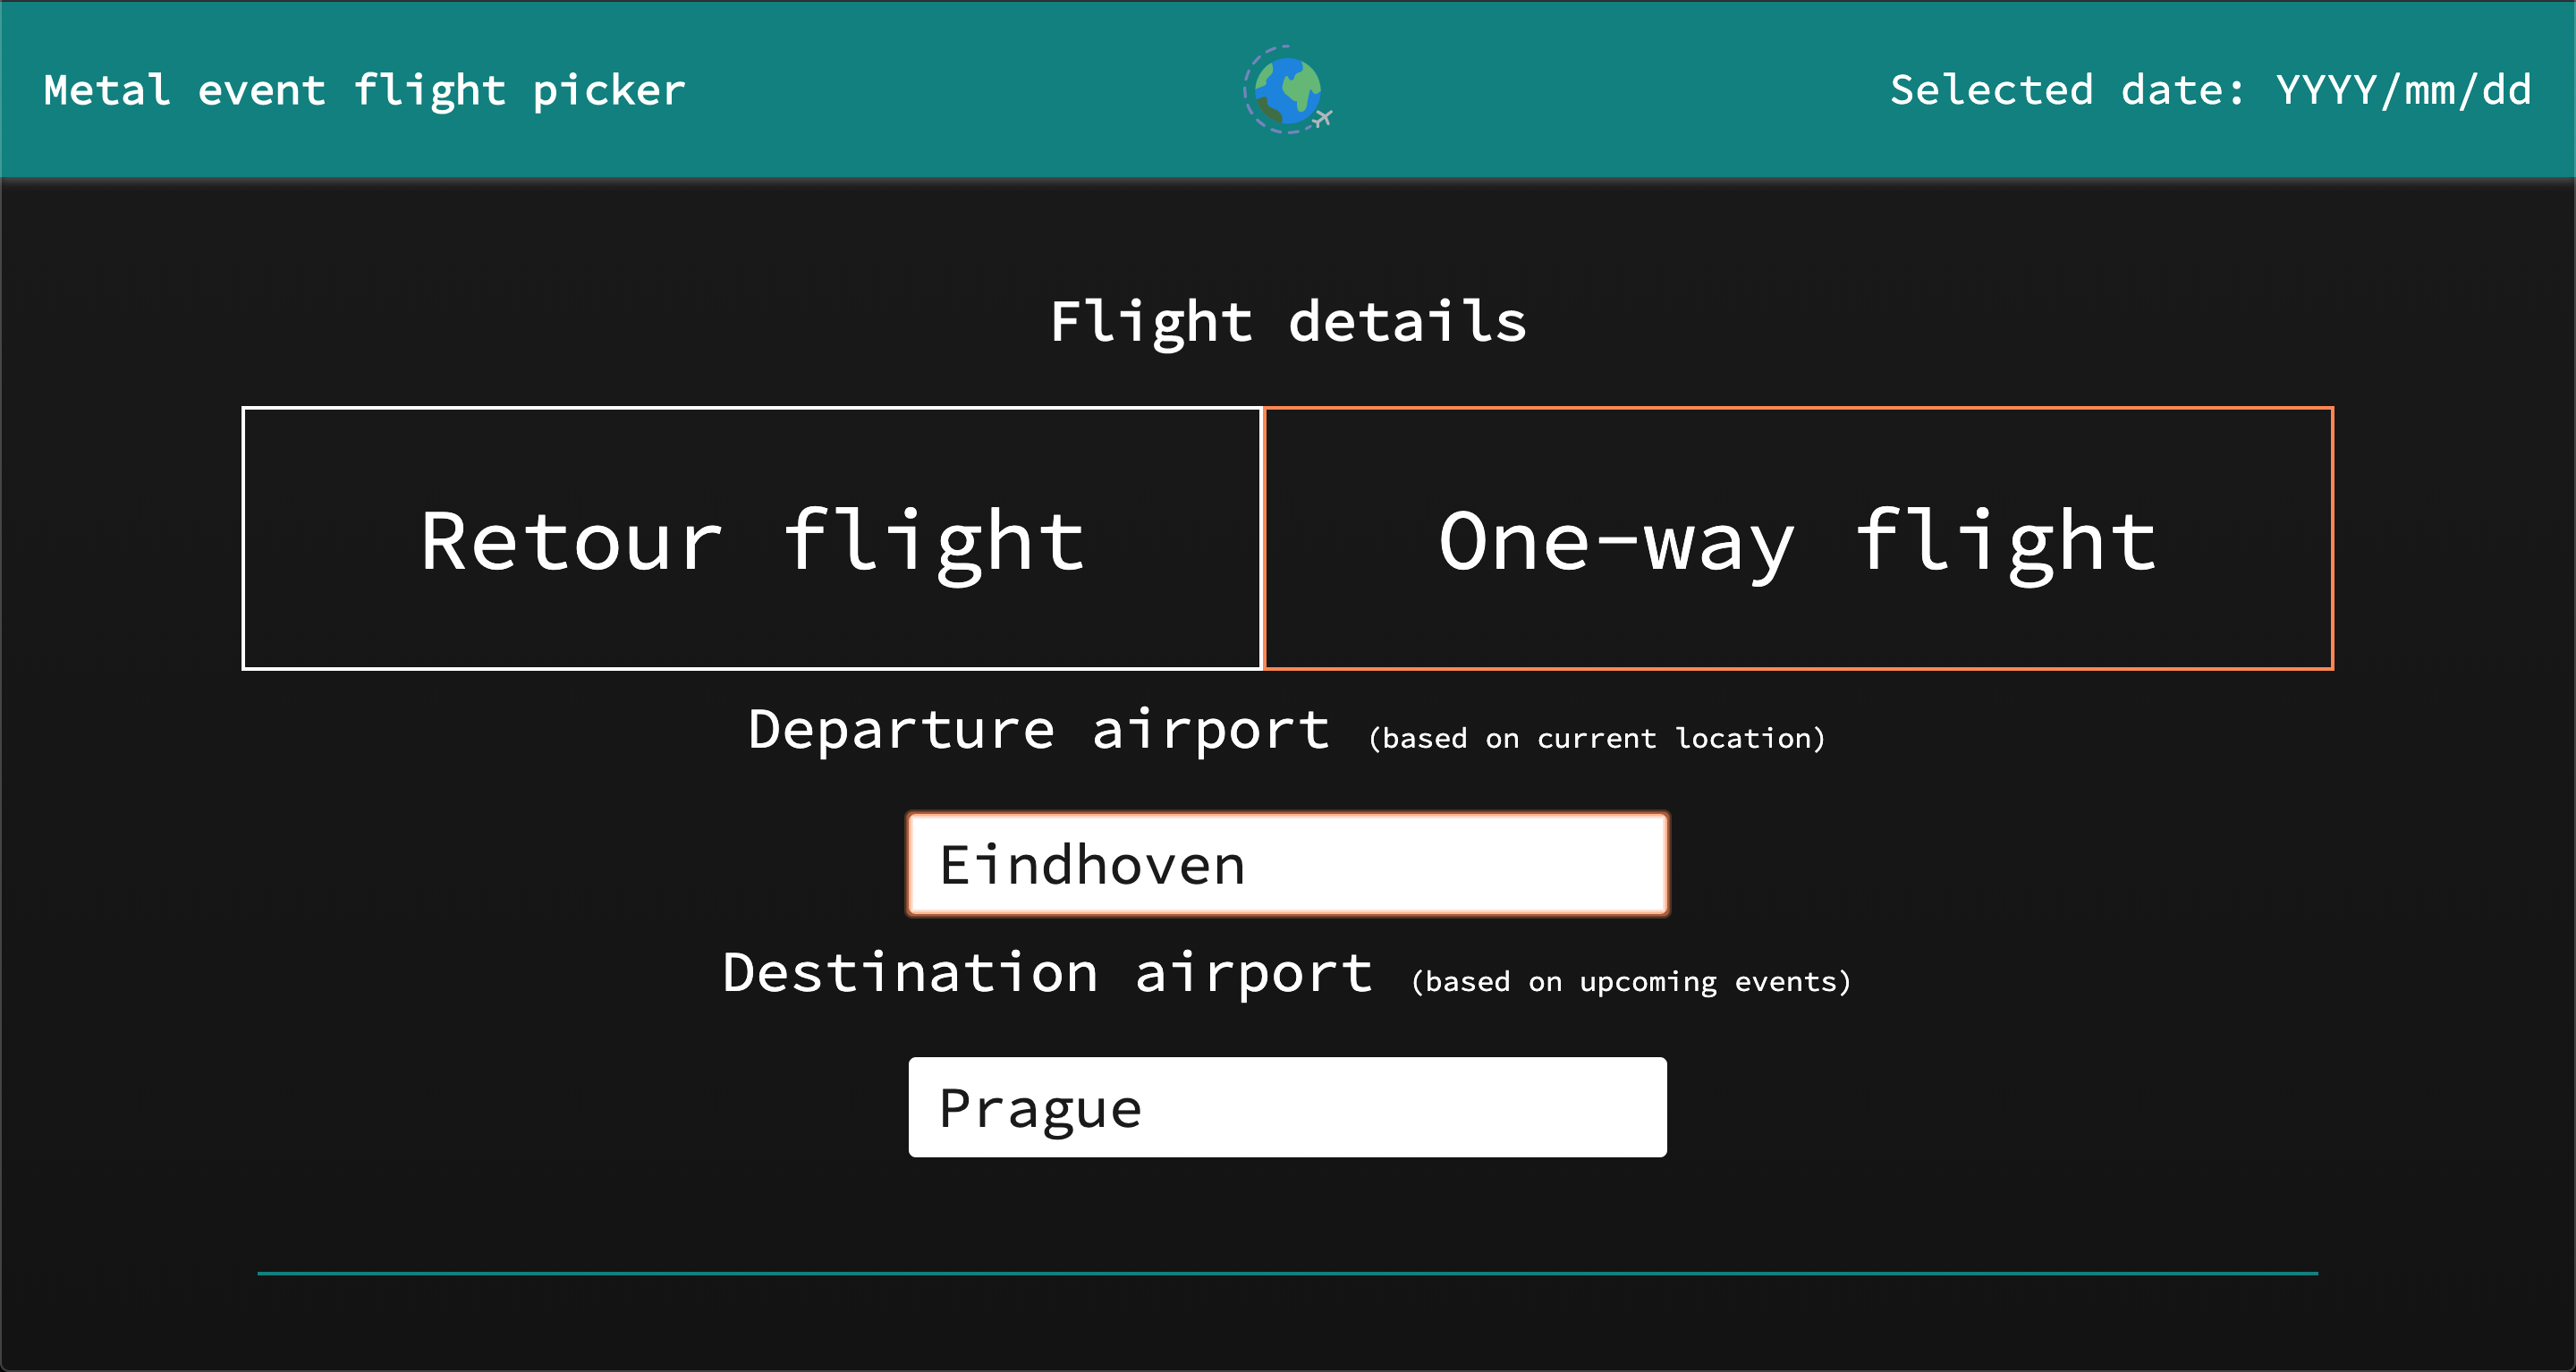 Metal event flight picker
Selected date: YYYY/mm/dd
Flight details
Retour flight
One-way flight
Departure airport (based on current location)
Eindhoven
Destination airport (based on upcoming events)
Prague